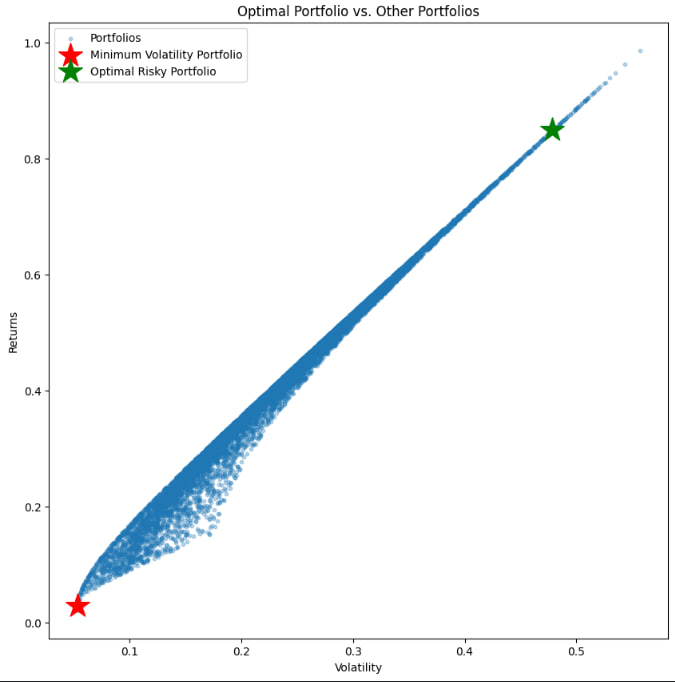 Optimal Portfolio vs. Other Portfolios
Portfolios
Minimum Volatility Portfolio
Optimal Risky Portfolio
1.0
0.8
0.6
0.4
0.2
0.0
Returns
0.1 0.2 0.3 0.4 0.5
Volatility